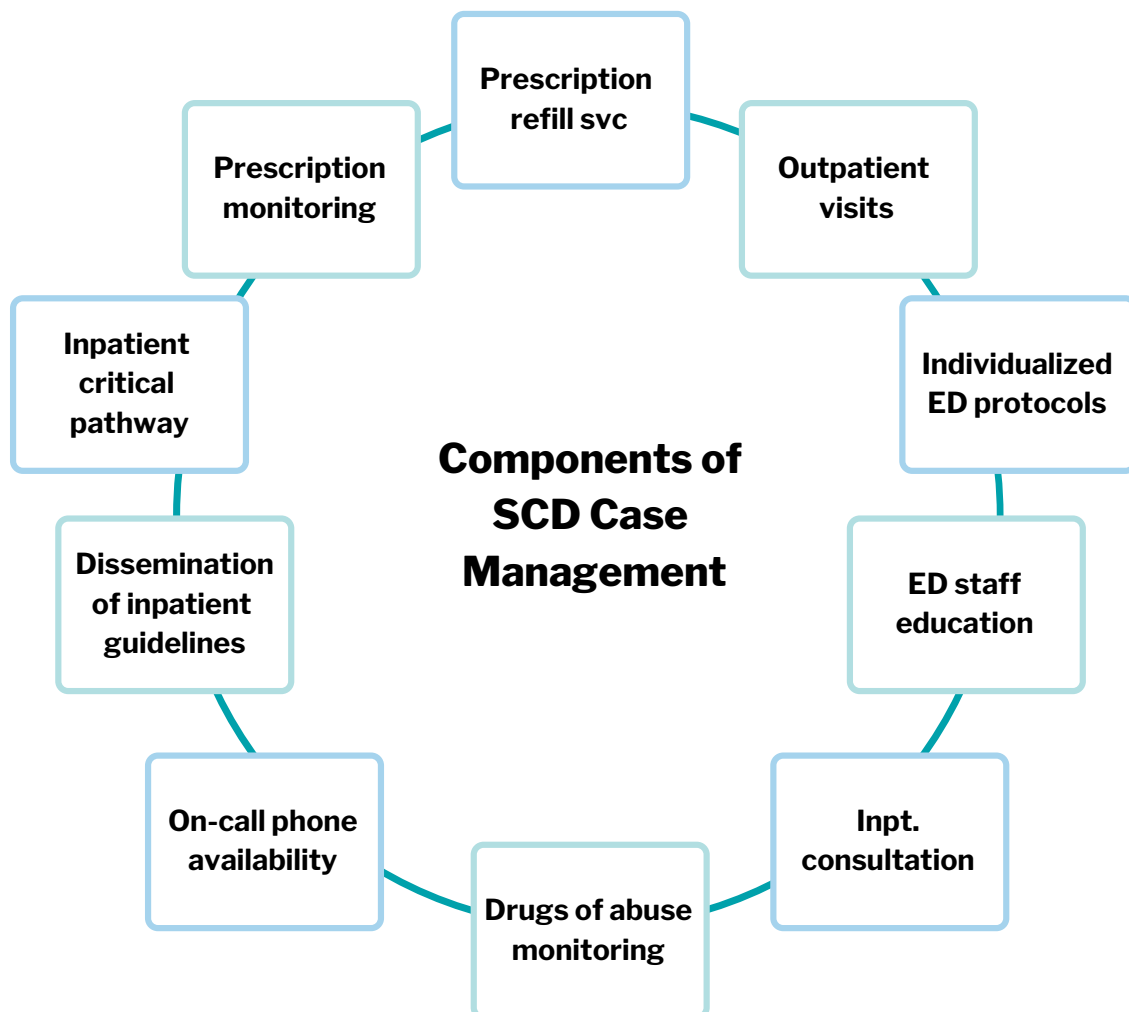 Prescription
refill svc
Outpatient
visits
Individualized
ED protocols
ED staff
education
Inpt.
consultation
Drugs of abuse
monitoring
On-call phone
availability
Dissemination
of inpatient
guidelines
Inpatient
critical
pathway
Prescription
monitoring
Components of
SCD Case
Management